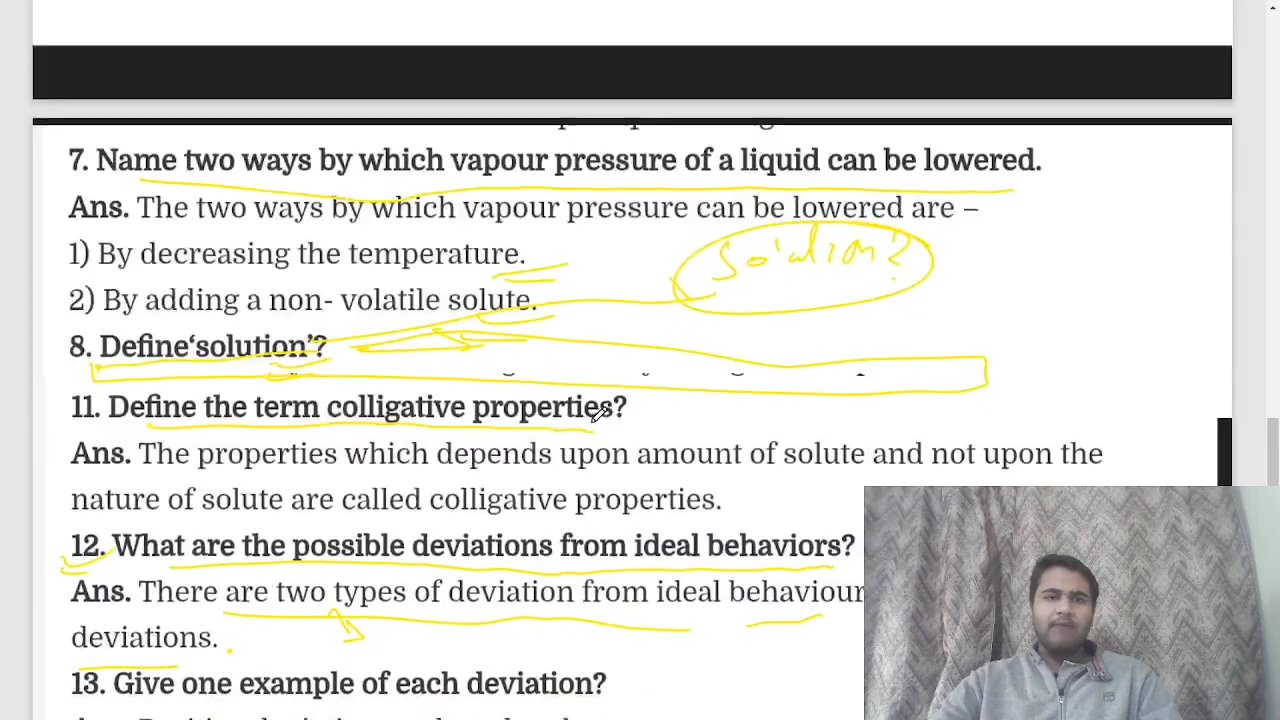 7. Name two ways by which vapour pressure of a liquid can be lowered.
Ans. The two ways by which vapour pressure can be lowered are –
1) By decreasing the temperature.
Solution?
2) By adding a non- volatile solute.
8. Define‘solution’?
11. Define the term colligative properties?
Ans. The properties which depends upon amount of solute and not upon the
nature of solute are called colligative properties.
12. What are the possible deviations from ideal behaviors?
Ans. There are two types of deviation from ideal behaviour
deviations.
13. Give one example of each deviation?